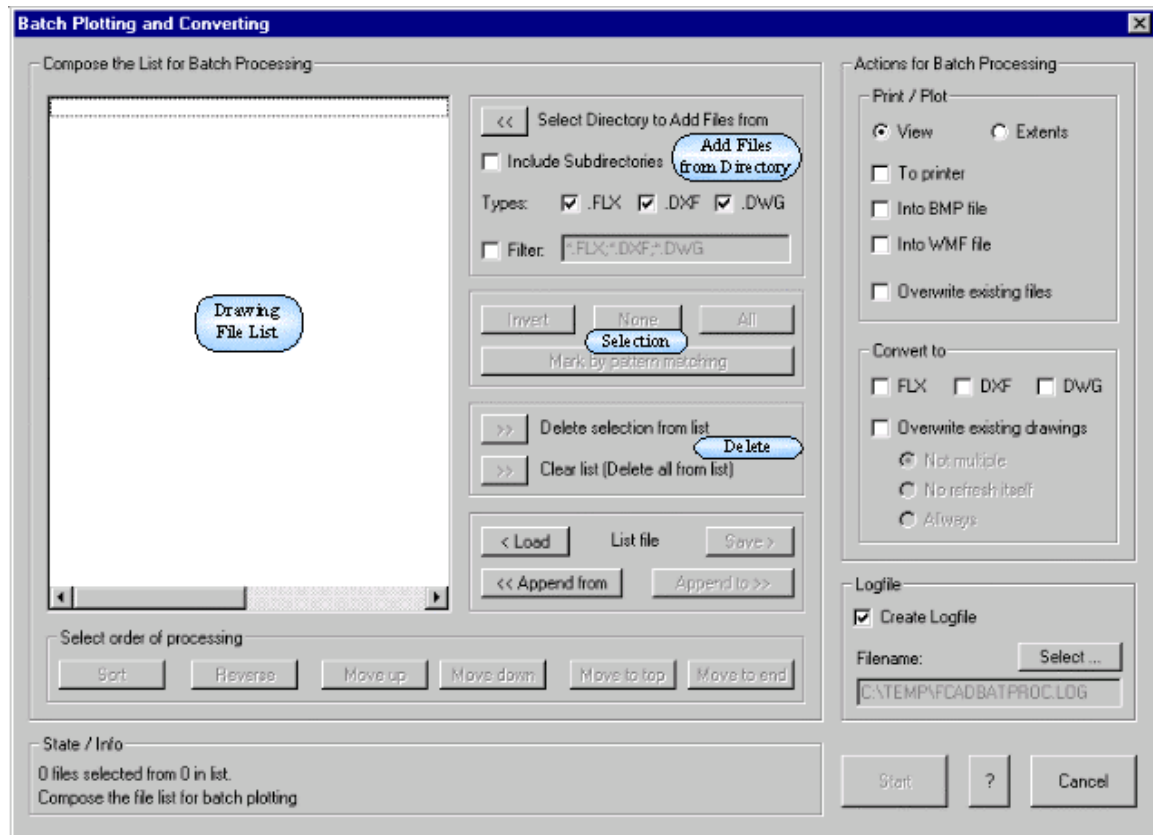 Batch Plotting and Converting
Compose the List for Batch Processing
<< Select Directory to Add Files from
Include Subdirectories
Add Files
from Directory
Types: .FLX .DXF .DWG
Filter: *.FLX;*.DXF;*.DWG
Drawing
File List
Invert None All
Selection
Mark by pattern matching
>> Delete selection from list
Delete
>> Clear list (Delete all from list)
< Load List file Save >
<< Append from Append to >>
Select order of processing
Sort Reverse Move up Move down Move to top Move to end
State / Info
0 files selected from 0 in list.
Compose the file list for batch plotting
Actions for Batch Processing
Print / Plot
View Extents
To printer
Into BMP file
Into WMF file
Overwrite existing files
Convert to
FLX DXF DWG
Overwrite existing drawings
Not multiple
No refresh itself
Always
Logfile
Create Logfile
Filename: Select ...
C:\TEMP\FCADBATPROC.LOG
Start ? Cancel